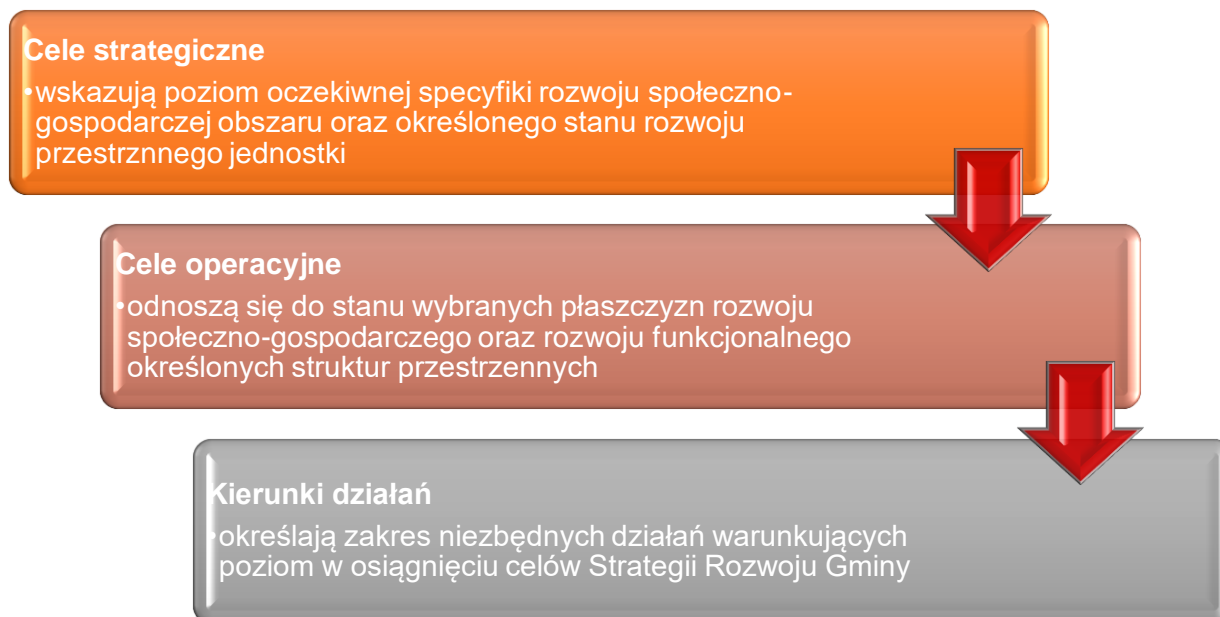 Cele strategiczne
•wskazują poziom oczekiwnej specyfiki rozwoju społeczno-
gospodarczej obszaru oraz określonego stanu rozwoju
przestrznnego jednostki
Cele operacyjne
•odnoszą się do stanu wybranych płaszczyzn rozwoju
społeczno-gospodarczego oraz rozwoju funkcjonalnego
określonych struktur przestrzennych
Kierunki działań
•określają zakres niezbędnych działań warunkujących
poziom w osiągnięciu celów Strategii Rozwoju Gminy